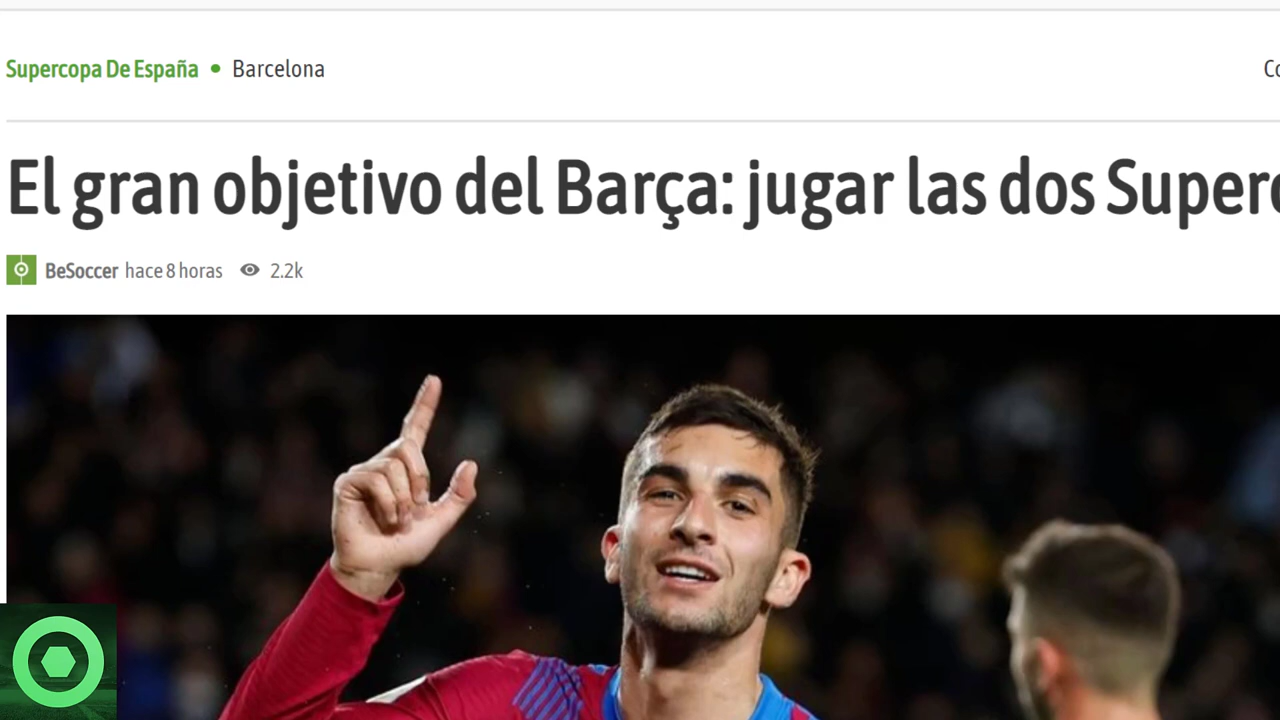 Supercopa De España • Barcelona
El gran objetivo del Barça: jugar las dos
BeSoccer hace 8 horas 2.2k